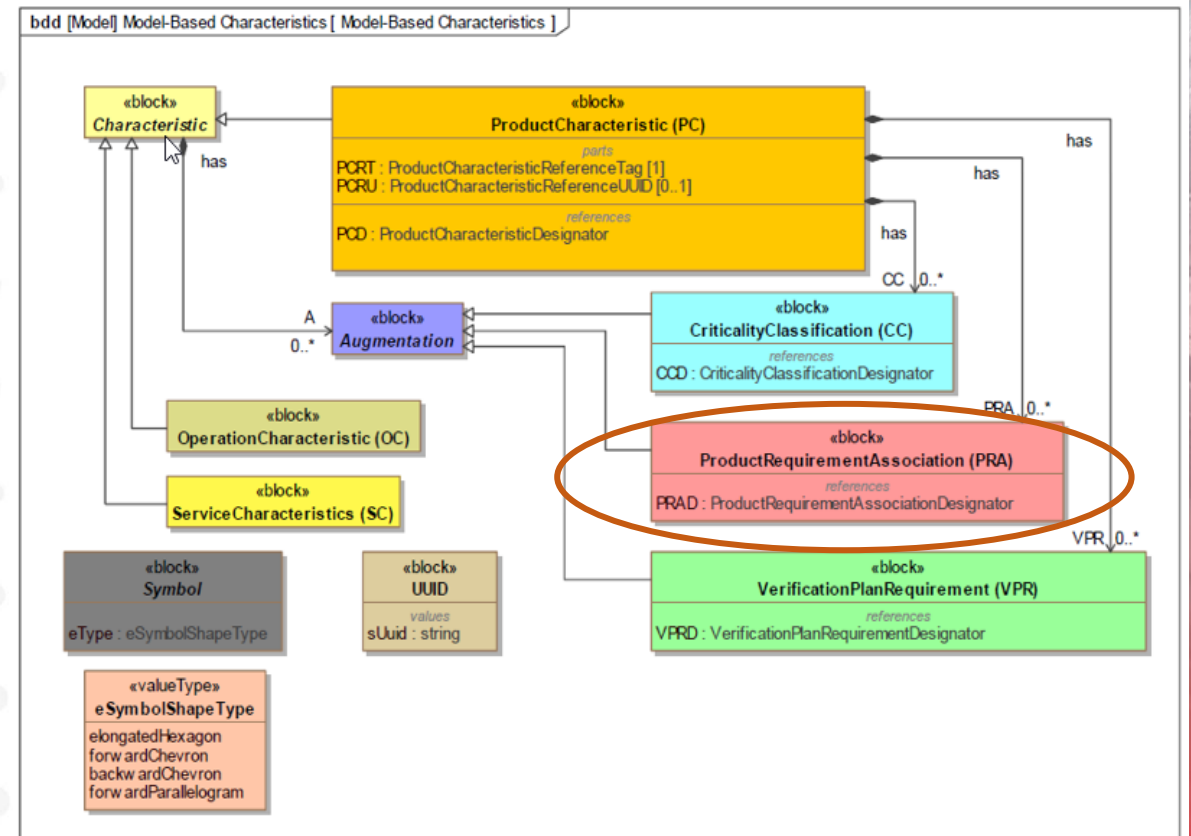 bdd [Model] Model-Based Characteristics [ Model-Based Characteristics ]
«block»
Characteristic
has
«block»
ProductCharacteristic (PC)
parts
PCRT : ProductCharacteristicReferenceTag [1]
PCRU : ProductCharacteristicReferenceUUID [0..1]
references
PCD : ProductCharacteristicDesignator
has
has
has
CC
0..*
A
0..*
«block»
Augmentation
«block»
CriticalityClassification (CC)
references
CCD : CriticalityClassificationDesignator
PRA
0..*
«block»
OperationCharacteristic (OC)
«block»
ProductRequirementAssociation (PRA)
references
PRAD : ProductRequirementAssociationDesignator
«block»
ServiceCharacteristics (SC)
VPR
0..*
«block»
Symbol
eType : eSymbolShapeType
«block»
UUID
values
sUuid : string
«block»
VerificationPlanRequirement (VPR)
references
VPRD : VerificationPlanRequirementDesignator
«valueType»
eSymbolShapeType
elongatedHexagon
forwardChevron
backwardChevron
forwardParallelogram